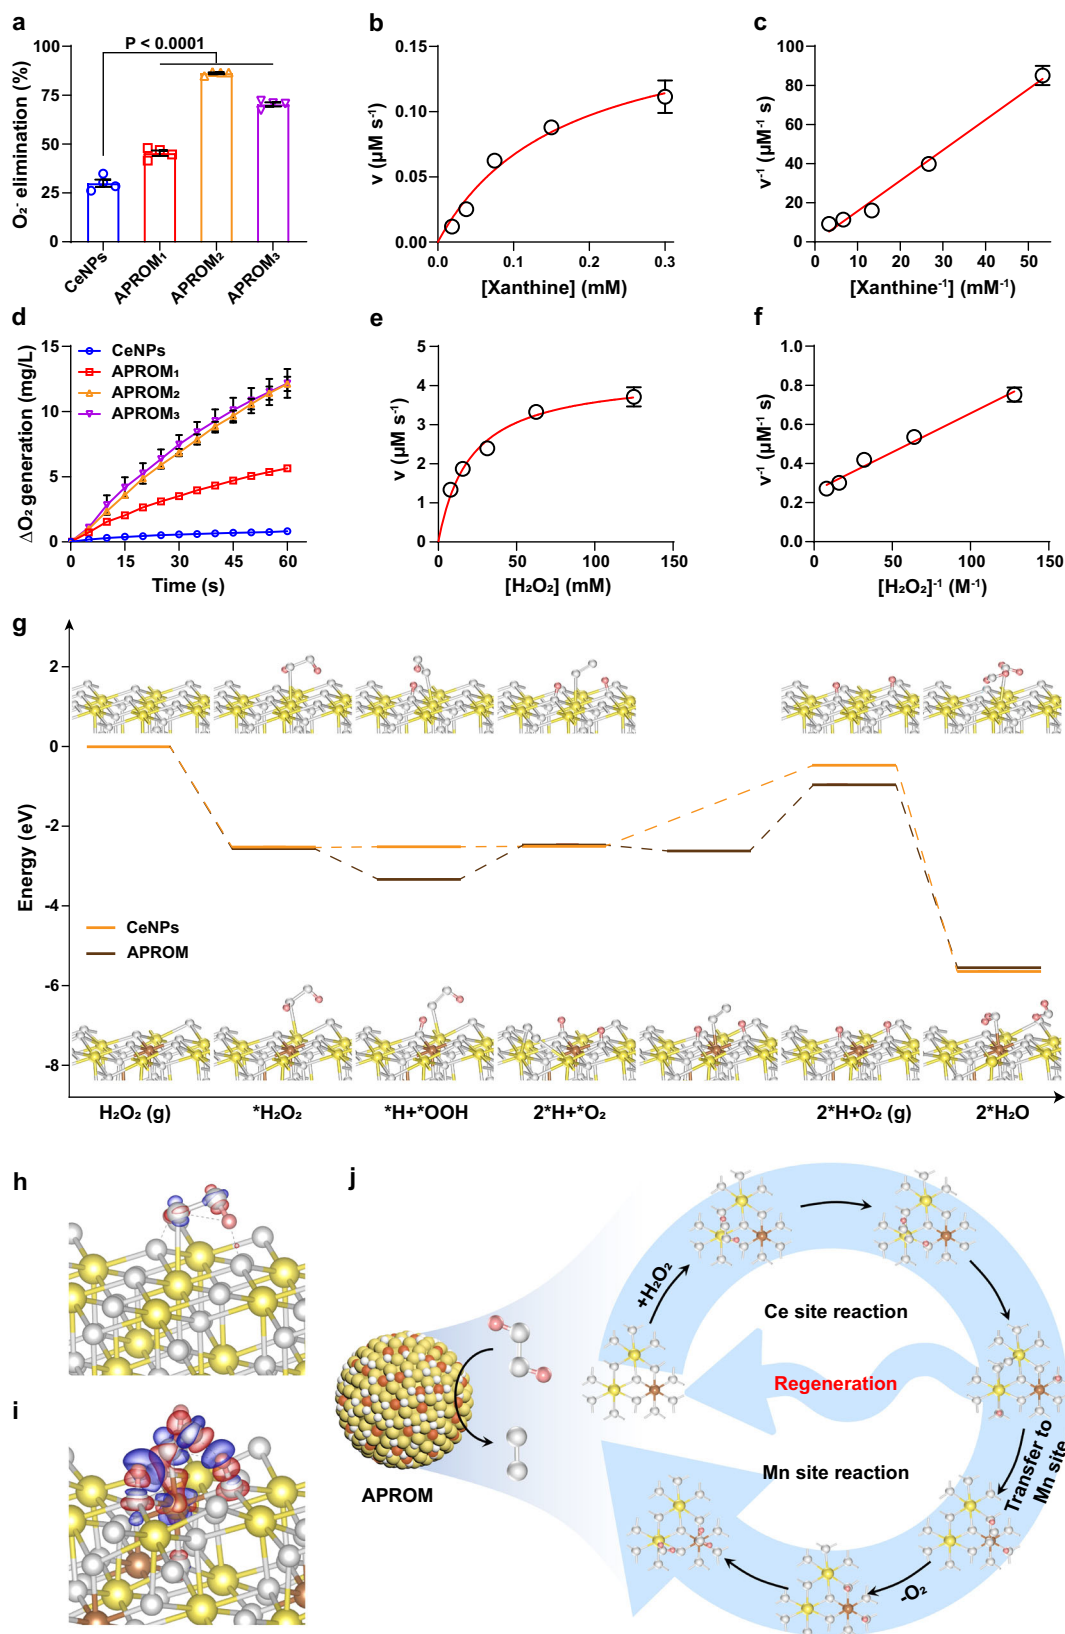 a
P < 0.0001
O₂⁻ elimination (%)
100
75
50
25
0
CeNPs
APROM₁
APROM₂
APROM₃
b
v (μM s⁻¹)
0.15
0.10
0.05
0.00
0.0
0.1
0.2
0.3
[Xanthine] (mM)
c
v⁻¹ (μM⁻¹ s)
100
80
60
40
20
0
0
10
20
30
40
50
[Xanthine⁻¹] (mM⁻¹)
d
ΔO₂ generation (mg/L)
15
10
5
0
CeNPs
APROM₁
APROM₂
APROM₃
0
15
30
45
60
Time (s)
e
v (μM s⁻¹)
5
4
3
2
1
0
0
50
100
150
[H₂O₂] (mM)
f
v⁻¹ (μM⁻¹ s)
1.0
0.8
0.6
0.4
0.2
0.0
0
50
100
150
[H₂O₂]⁻¹ (M⁻¹)
g
Energy (eV)
2
0
-2
-4
-6
-8
CeNPs
APROM
H₂O₂ (g)
*H₂O₂
*H+*OOH
2*H+*O₂
2*H+O₂ (g)
2*H₂O
h
i
j
APROM
+H₂O₂
Ce site reaction
Regeneration
Mn site reaction
Transfer to
Mn site
-O₂